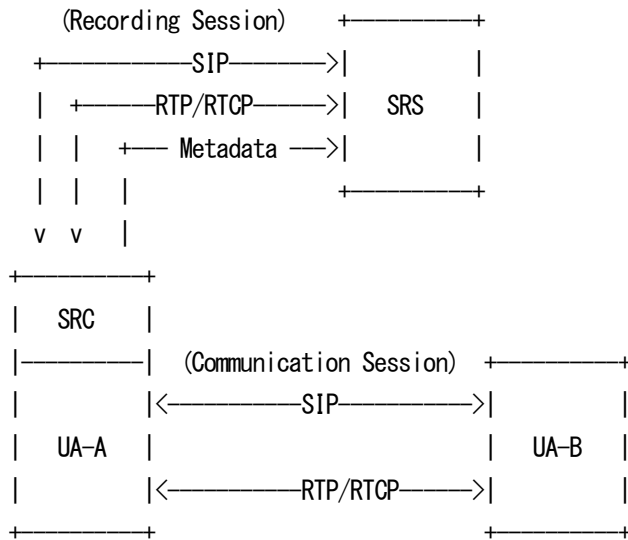 (Recording Session)
SIP
RTP/RTCP
SRS
Metadata
v v
SRC
(Communication Session)
SIP
UA-A
UA-B
RTP/RTCP